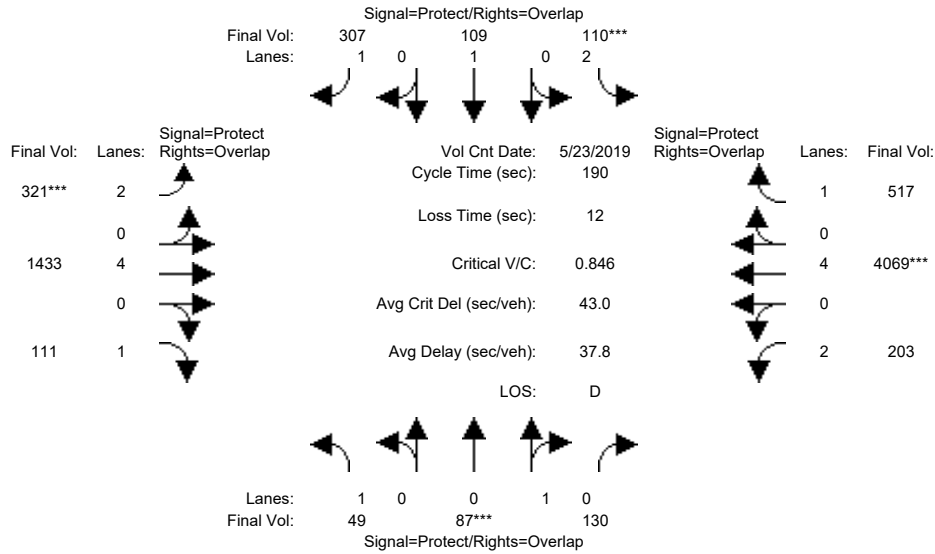 Signal=Protect/Rights=Overlap
Final Vol: 307 109 110***
Lanes: 1 0 1 0 2
Signal=Protect Signal=Protect
Final Vol: Lanes: Rights=Overlap Vol Cnt Date: 5/23/2019 Rights=Overlap Lanes: Final Vol:
Cycle Time (sec): 190
321*** 2 1 517
Loss Time (sec): 12
0 0
1433 4 Critical V/C: 0.846 4 4069***
0 Avg Crit Del (sec/veh): 43.0 0
111 1 Avg Delay (sec/veh): 37.8 2 203
LOS: D
Lanes: 1 0 0 1 0
Final Vol: 49 87*** 130
Signal=Protect/Rights=Overlap